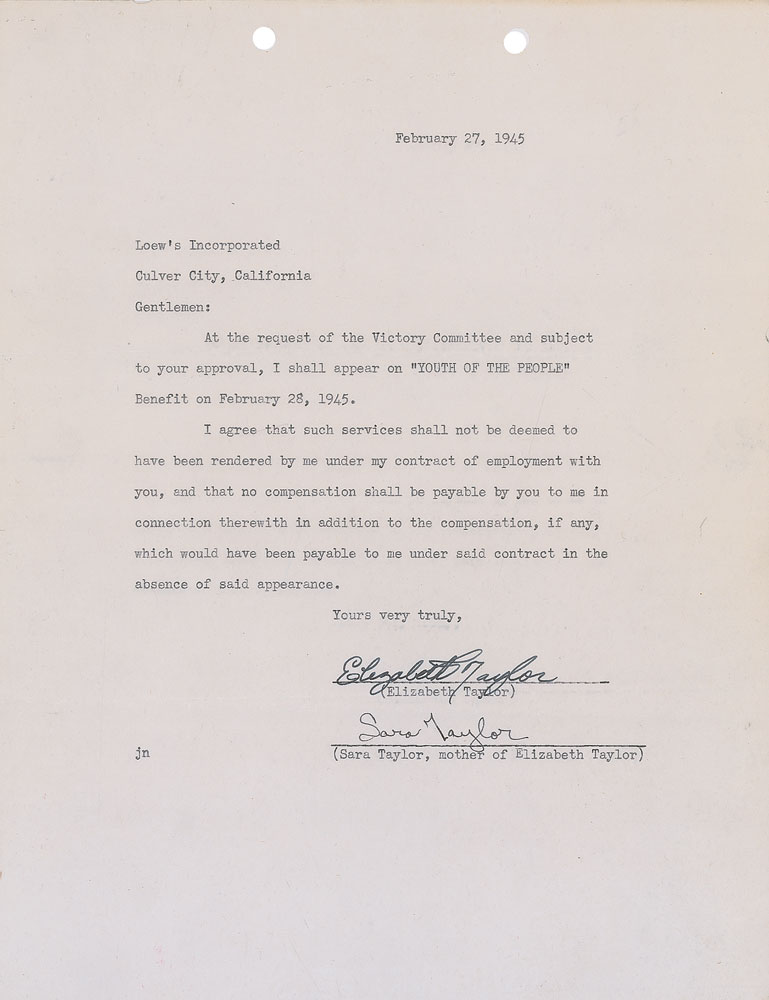 February 27, 1945
Loew's Incorporated
Culver City, California
Gentlemen:
At the request of the Victory Committee and subject
to your approval, I shall appear on "YOUTH OF THE PEOPLE"
Benefit on February 28, 1945.
I agree that such services shall not be deemed to
have been rendered by me under my contract of employment with
you, and that no compensation shall be payable by you to me in
connection therewith in addition to the compensation, if any,
which would have been payable to me under said contract in the
absence of said appearance.
Yours very truly,
Elizabeth Taylor
(Elizabeth Taylor)
Sara Taylor
jn (Sara Taylor, mother of Elizabeth Taylor)